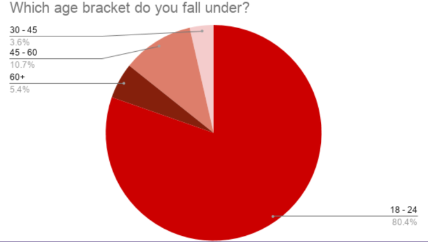 Which age bracket do you fall under?
30 - 45
3.6%
45 - 60
10.7%
60+
5.4%
18 - 24
80.4%